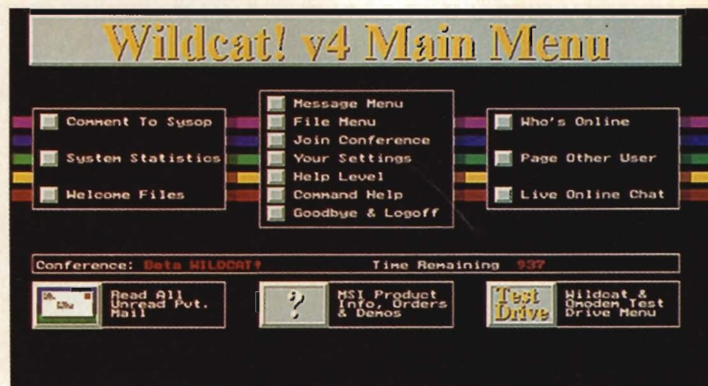 Wildcat! v4 Main Menu
Comment To Sysop
System Statistics
Welcome Files
Message Menu
File Menu
Join Conference
Your Settings
Help Level
Command Help
Goodbye & Logoff
Who's Online
Page Other User
Live Online Chat
Conference: Beta WILDCAT! Time Remaining 937
Read All
Unread Pvt.
Mail
?
MSI Product
Info, Orders
& Demos
Test
Drive
Wildcat &
Qmodem Test
Drive Menu